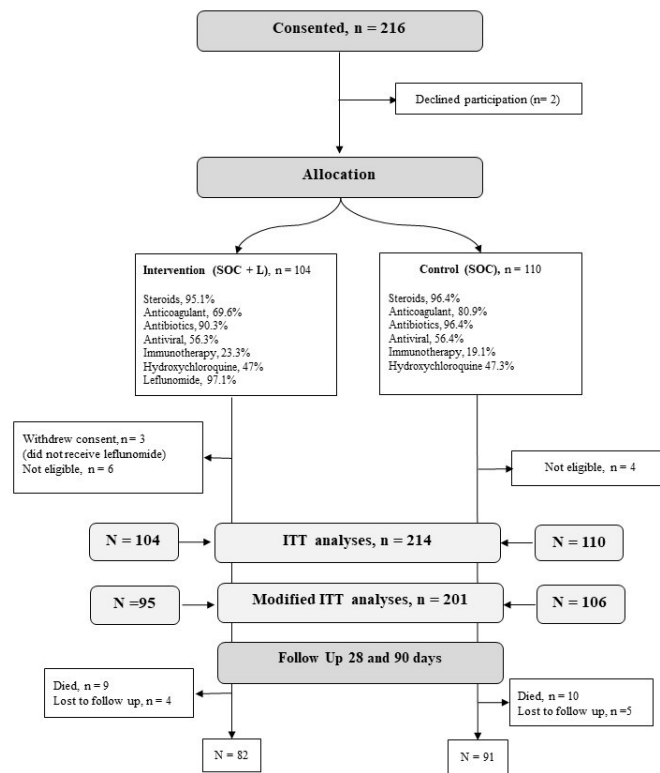 Consented, n = 216
Declined participation (n= 2)
Allocation
Intervention (SOC + L), n = 104
Steroids, 95.1%
Anticoagulant, 69.6%
Antibiotics, 90.3%
Antiviral, 56.3%
Immunotherapy, 23.3%
Hydroxychloroquine, 47%
Leflunomide, 97.1%
Control (SOC), n = 110
Steroids, 96.4%
Anticoagulant, 80.9%
Antibiotics, 96.4%
Antiviral, 56.4%
Immunotherapy, 19.1%
Hydroxychloroquine 47.3%
Withdrew consent, n = 3
(did not receive leflunomide)
Not eligible, n = 6
Not eligible, n = 4
N = 104
ITT analyses, n = 214
N = 110
N =95
Modified ITT analyses, n = 201
N = 106
Follow Up 28 and 90 days
Died, n = 9
Lost to follow up, n = 4
Died, n = 10
Lost to follow up, n =5
N = 82
N = 91